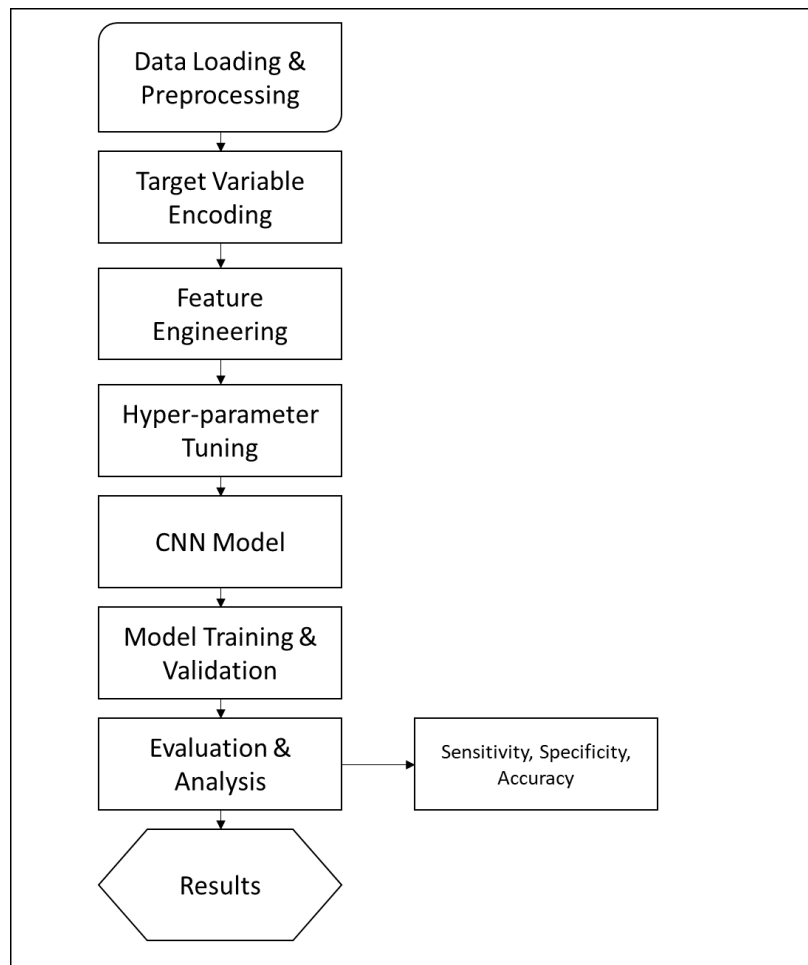 Data Loading &
Preprocessing
Target Variable
Encoding
Feature
Engineering
Hyper-parameter
Tuning
CNN Model
Model Training &
Validation
Evaluation &
Analysis
Sensitivity, Specificity,
Accuracy
Results